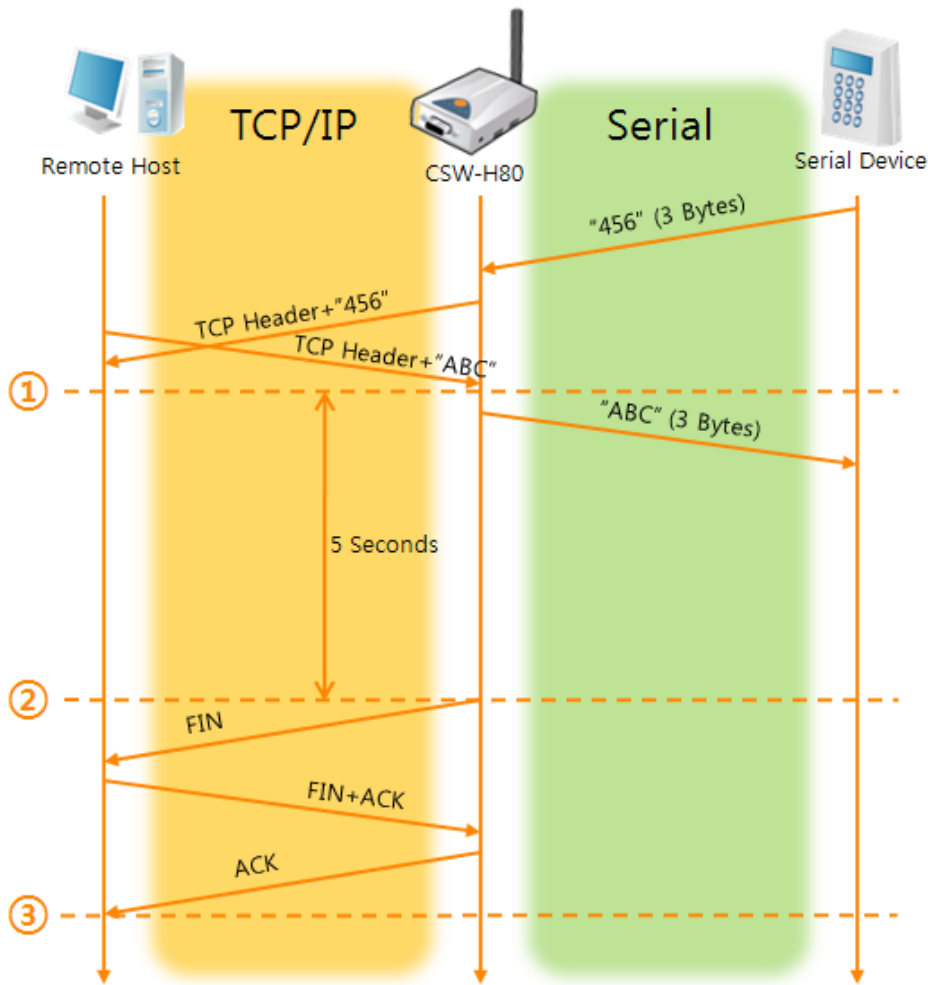 TCP/IP
Serial
Remote Host
CSW-H80
Serial Device
"456" (3 Bytes)
TCP Header+"456"
TCP Header+"ABC"
①
"ABC" (3 Bytes)
5 Seconds
②
FIN
FIN+ACK
ACK
③